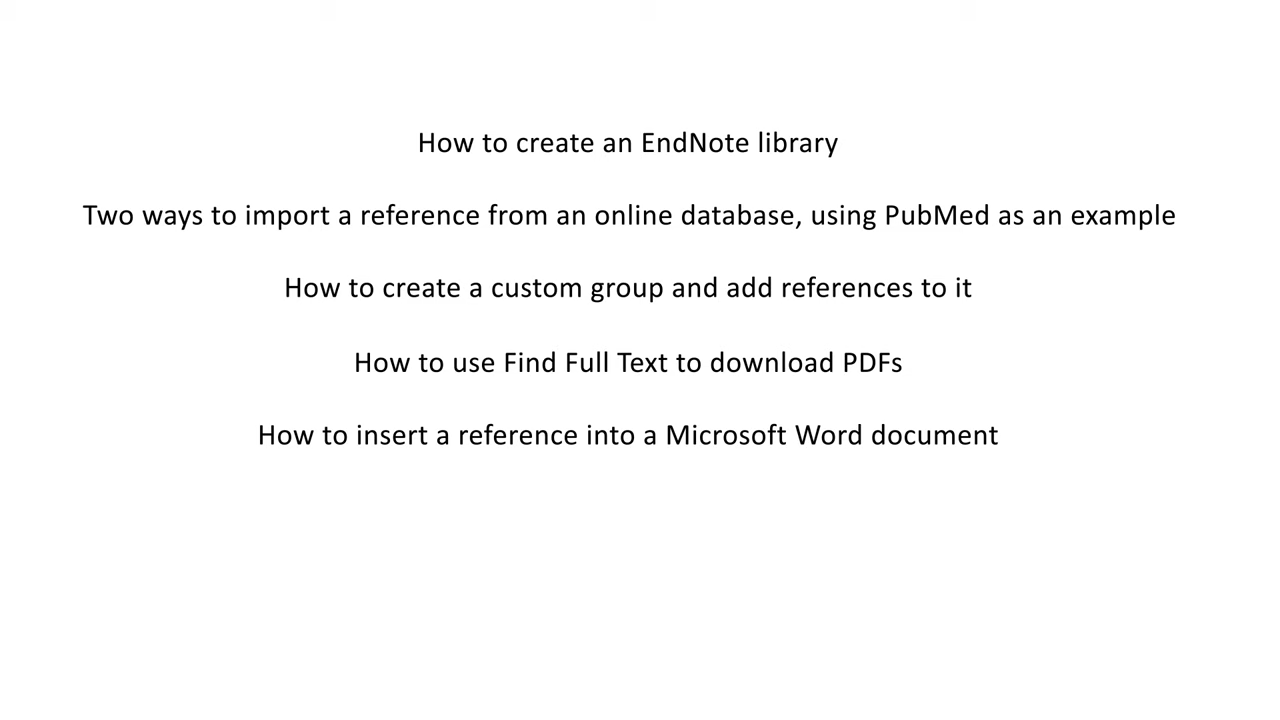 How to create an EndNote library
Two ways to import a reference from an online database, using PubMed as an example
How to create a custom group and add references to it
How to use Find Full Text to download PDFs
How to insert a reference into a Microsoft Word document